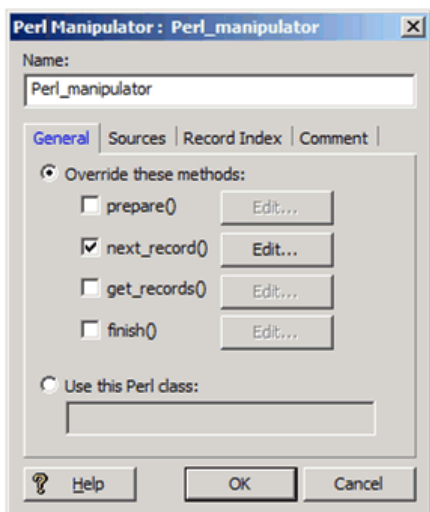 Perl Manipulator : Perl_manipulator
Name:
Perl_manipulator
General Sources Record Index Comment
Override these methods:
prepare() Edit...
next_record() Edit...
get_records() Edit...
finish() Edit...
Use this Perl class:
? Help OK Cancel